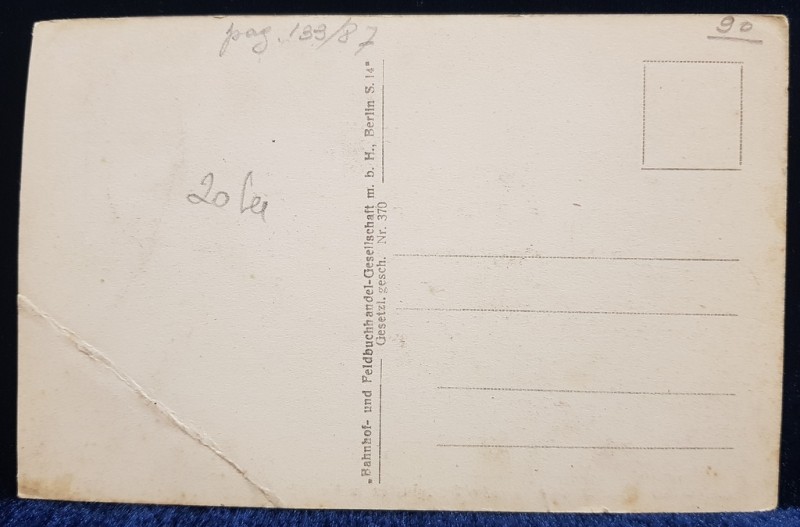 pag. 133/87
90
20 lei
„Bahnhof- und Feldbuchhandel-Gesellschaft m. b. H., Berlin S. 14"
Gesetzl. gesch. Nr. 370